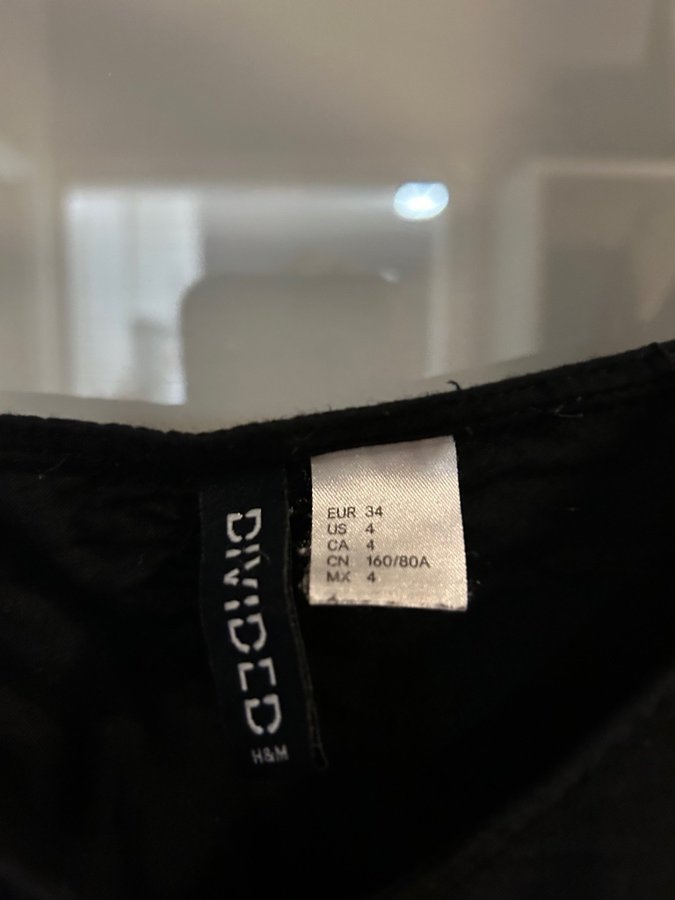 DIVIDED
H&M
EUR 34
US 4
CA 4
CN 160/80A
MX 4